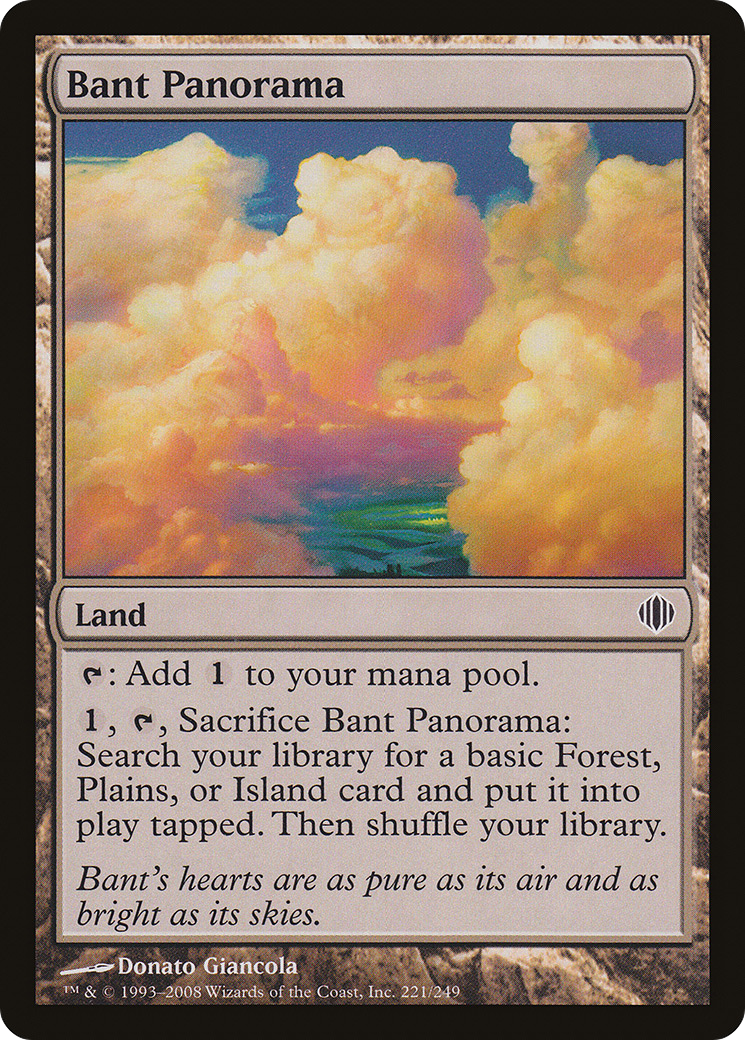 Bant Panorama
Land
: Add 1 to your mana pool.
1, , Sacrifice Bant Panorama:
Search your library for a basic Forest,
Plains, or Island card and put it into
play tapped. Then shuffle your library.
Bant's hearts are as pure as its air and as
bright as its skies.
Donato Giancola
™ & © 1993–2008 Wizards of the Coast, Inc. 221/249